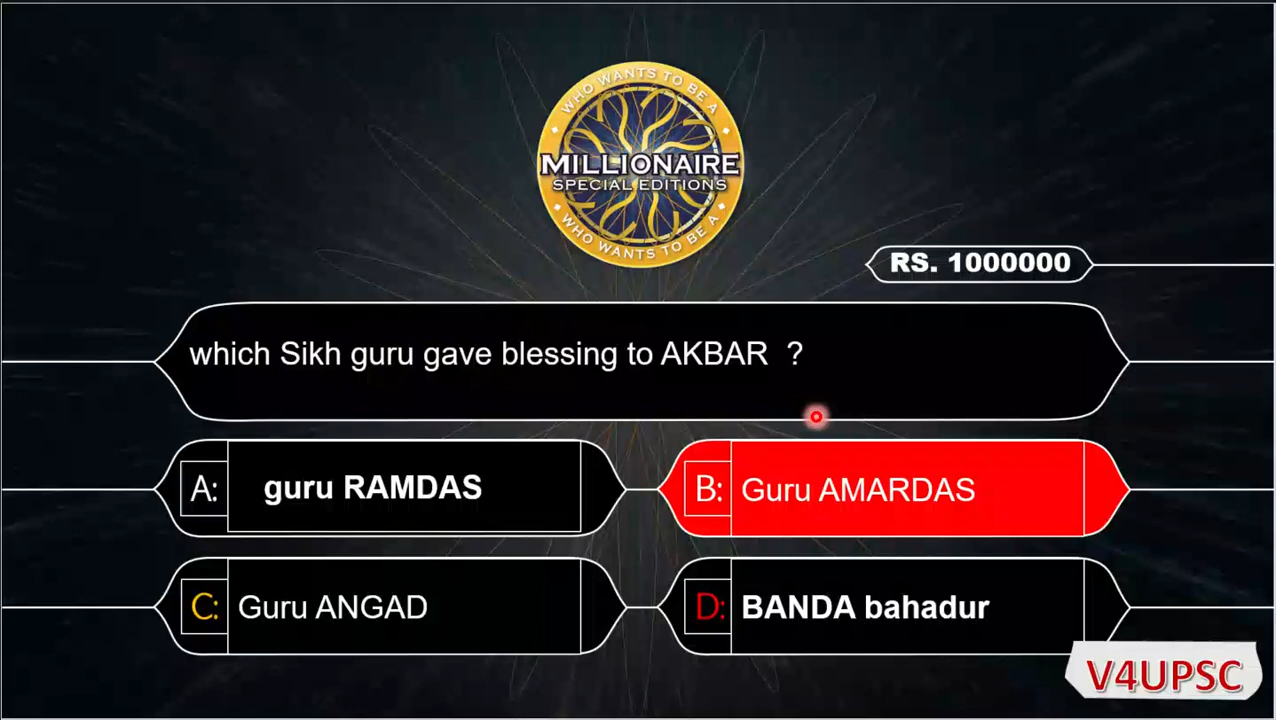 WHO WANTS TO BE A
MILLIONAIRE
SPECIAL EDITIONS
WHO WANTS TO BE A
RS. 1000000
which Sikh guru gave blessing to AKBAR ?
A: guru RAMDAS
B: Guru AMARDAS
C: Guru ANGAD
D: BANDA bahadur
V4UPSC